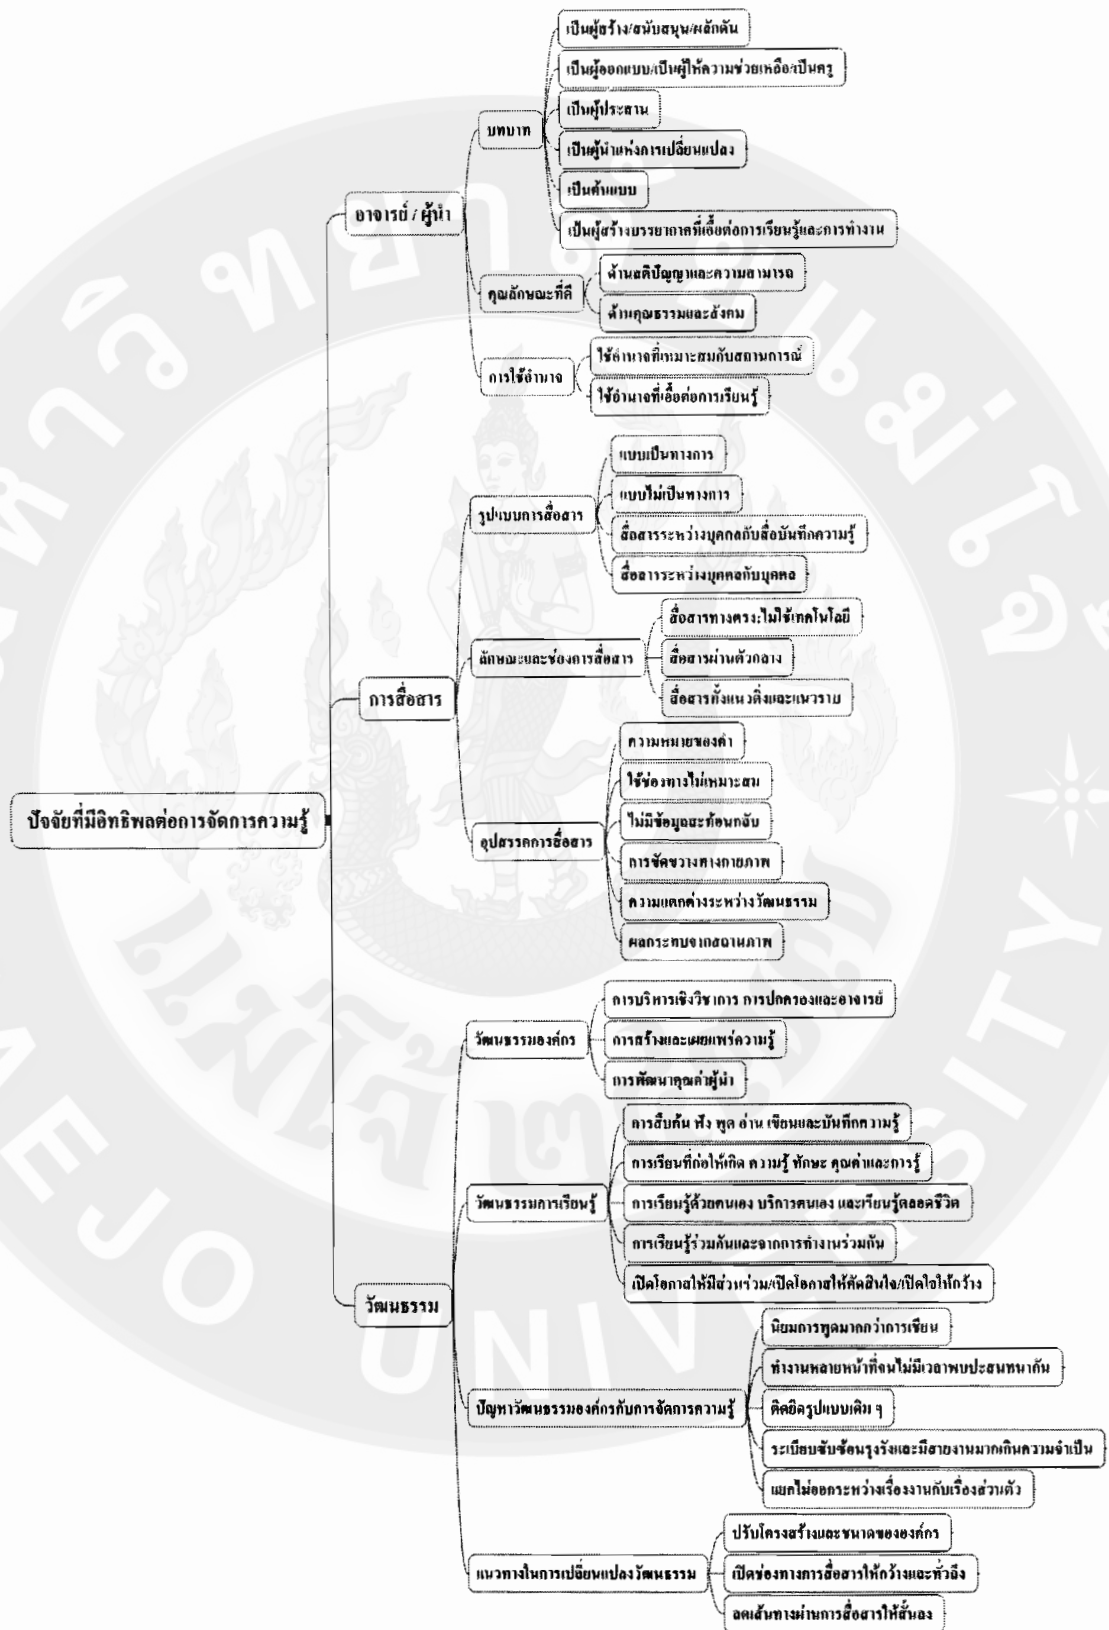 เป็นผู้สร้าง/สนับสนุน/ผลักดัน
เป็นผู้ออกแบบ/เป็นผู้ให้ความช่วยเหลือ/เป็นครู
เป็นผู้ประสาน
บทบาท
เป็นผู้นำแห่งการเปลี่ยนแปลง
เป็นต้นแบบ
อาจารย์ / ผู้นำ
เป็นผู้สร้างบรรยากาศที่เอื้อต่อการเรียนรู้และการทำงาน
ด้านสติปัญญาและความสามารถ
คุณลักษณะที่ดี
ด้านคุณธรรมและสังคม
ใช้อำนาจที่เหมาะสมกับสถานการณ์
การใช้อำนาจ
ใช้อำนาจที่เอื้อต่อการเรียนรู้
แบบเป็นทางการ
แบบไม่เป็นทางการ
รูปแบบการสื่อสาร
สื่อสารระหว่างบุคคลกับสื่อบันทึกความรู้
สื่อสารระหว่างบุคคลกับบุคคล
สื่อสารทางตรง:ไม่ใช้เทคโนโลยี
ลักษณะและช่องการสื่อสาร
สื่อสารผ่านตัวกลาง
สื่อสารทั้งแนวดิ่งและแนวราบ
การสื่อสาร
ความหมายของคำ
ใช้ช่องทางไม่เหมาะสม
ปัจจัยที่มีอิทธิพลต่อการจัดการความรู้
ไม่มีข้อมูลสะท้อนกลับ
อุปสรรคการสื่อสาร
การขัดขวางทางกายภาพ
ความแตกต่างระหว่างวัฒนธรรม
ผลกระทบจากสถานภาพ
การบริหารเชิงวิชาการ การปกครองและอาจารย์
วัฒนธรรมองค์กร
การสร้างและเผยแพร่ความรู้
การพัฒนาคุณค่าผู้นำ
การสืบค้น ฟัง พูด อ่าน เขียนและบันทึกความรู้
การเรียนที่ก่อให้เกิด ความรู้ ทักษะ คุณค่าและการรู้
วัฒนธรรมการเรียนรู้
การเรียนรู้ด้วยตนเอง บริการตนเอง และเรียนรู้ตลอดชีวิต
การเรียนรู้ร่วมกันและจากการทำงานร่วมกัน
เปิดโอกาสให้มีส่วนร่วม/เปิดโอกาสให้ตัดสินใจ/เปิดใจให้กว้าง
วัฒนธรรม
นิยมการพูดมากกว่าการเขียน
ทำงานหลายหน้าที่จนไม่มีเวลาพบปะสนทนากัน
ปัญหาวัฒนธรรมองค์กรกับการจัดการความรู้
ติดยึดรูปแบบเดิม ๆ
ระเบียบซับซ้อนรุงรังและมีสายงานมากเกินความจำเป็น
แยกไม่ออกระหว่างเรื่องงานกับเรื่องส่วนตัว
ปรับโครงสร้างและขนาดขององค์กร
แนวทางในการเปลี่ยนแปลงวัฒนธรรม
เปิดช่องทางการสื่อสารให้กว้างและทั่วถึง
ลดเส้นทางผ่านการสื่อสารให้สั้นลง
มหาวิทยาลัยแม่โจ้
MAEJO UNIVERSITY